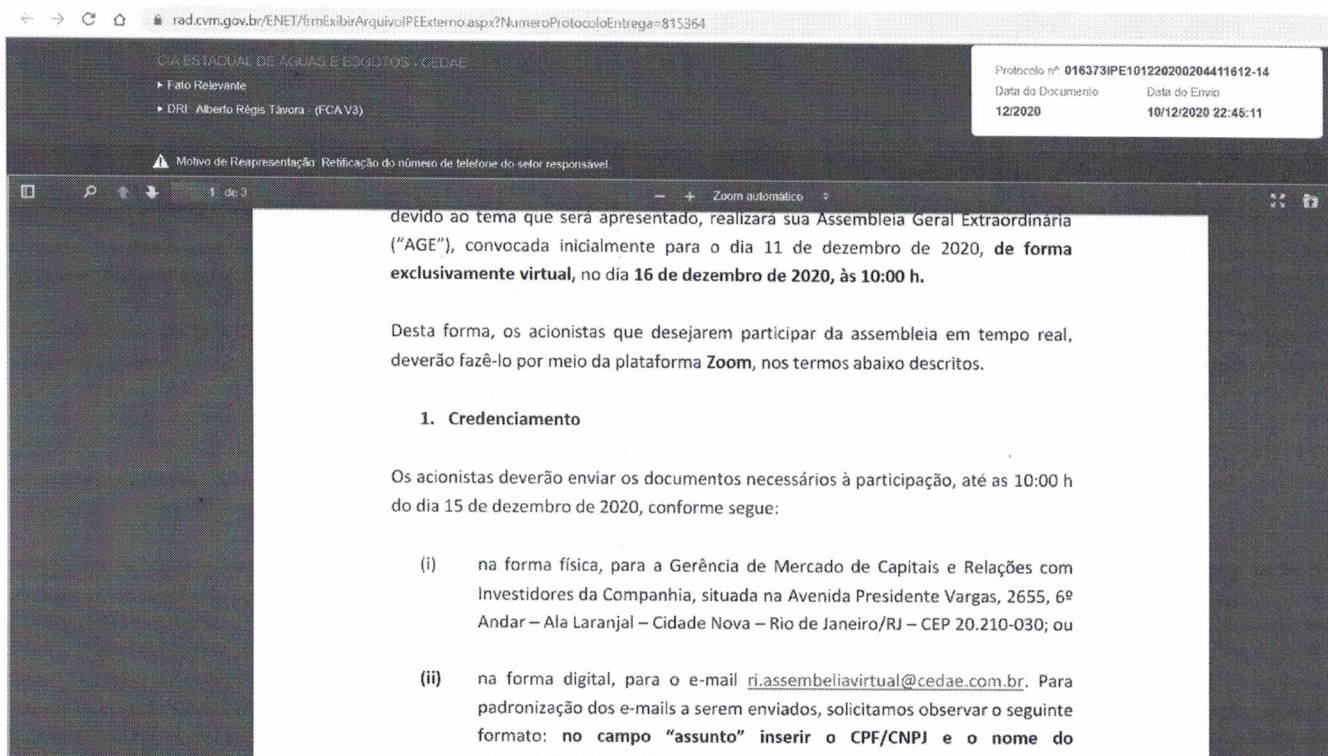 rad.cvm.gov.br/ENET/frmExibirArquivoIPEExterno.aspx?NumeroProtocoloEntrega=815364
CIA ESTADUAL DE AGUAS E ESGOTOS - CEDAE
Fato Relevante
DRI: Alberto Régis Távora - (FCA V3)
Protocolo nº: 016373IPE101220200204411612-14
Data do Documento Data do Envio
12/2020 10/12/2020 22:45:11
Motivo de Reapresentação: Retificação do número de telefone do setor responsável.
1 de 3 Zoom automático
devido ao tema que será apresentado, realizará sua Assembleia Geral Extraordinária
("AGE"), convocada inicialmente para o dia 11 de dezembro de 2020, de forma
exclusivamente virtual, no dia 16 de dezembro de 2020, às 10:00 h.
Desta forma, os acionistas que desejarem participar da assembleia em tempo real,
deverão fazê-lo por meio da plataforma Zoom, nos termos abaixo descritos.
1. Credenciamento
Os acionistas deverão enviar os documentos necessários à participação, até as 10:00 h
do dia 15 de dezembro de 2020, conforme segue:
(i) na forma física, para a Gerência de Mercado de Capitais e Relações com
Investidores da Companhia, situada na Avenida Presidente Vargas, 2655, 6º
Andar – Ala Laranjal – Cidade Nova – Rio de Janeiro/RJ – CEP 20.210-030; ou
(ii) na forma digital, para o e-mail ri.assembeliavirtual@cedae.com.br. Para
padronização dos e-mails a serem enviados, solicitamos observar o seguinte
formato: no campo "assunto" inserir o CPF/CNPJ e o nome do